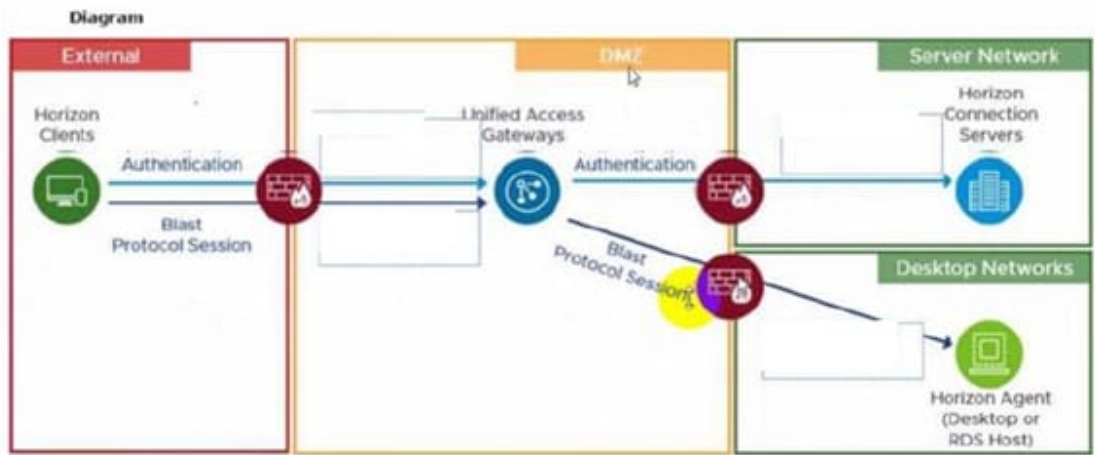 Diagram
External
DMZ
Server Network
Horizon
Clients
Unified Access
Gateways
Horizon
Connection
Servers
Authentication
Authentication
Blast
Protocol Session
Blast
Protocol Session
Desktop Networks
Horizon Agent
(Desktop or
RDS Host)